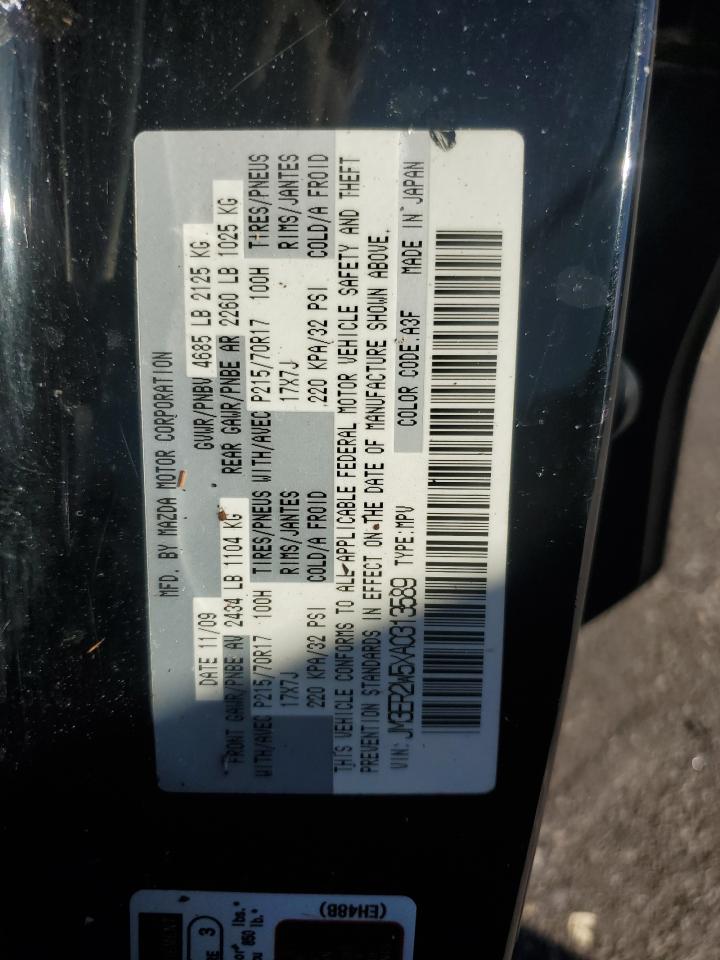 MFD. BY MAZDA MOTOR CORPORATION
DATE 11/09 GVWR/PNBV 4685 LB 2125 KG
FRONT GAWR/PNBE AV 2434 LB 1104 KG REAR GAWR/PNBE AR 2260 LB 1025 KG
WITH/AVEC P215/70R17 100H TIRES/PNEUS WITH/AVEC P215/70R17 100H TIRES/PNEUS
17X7J RIMS/JANTES 17X7J RIMS/JANTES
220 KPA/32 PSI COLD/A FROID 220 KPA/32 PSI COLD/A FROID
THIS VEHICLE CONFORMS TO ALL APPLICABLE FEDERAL MOTOR VEHICLE SAFETY AND THEFT
PREVENTION STANDARDS IN EFFECT ON THE DATE OF MANUFACTURE SHOWN ABOVE.
VIN: JM3ER2W5XA0313589 TYPE:MPV COLOR CODE:A3F MADE IN JAPAN
(EH48B)
3
lbs.*
850 lb.*